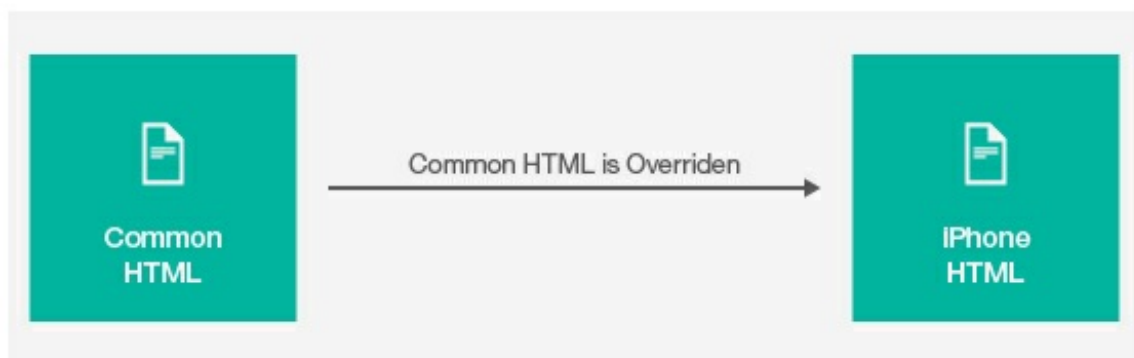 Common HTML is Overriden
Common
HTML
iPhone
HTML